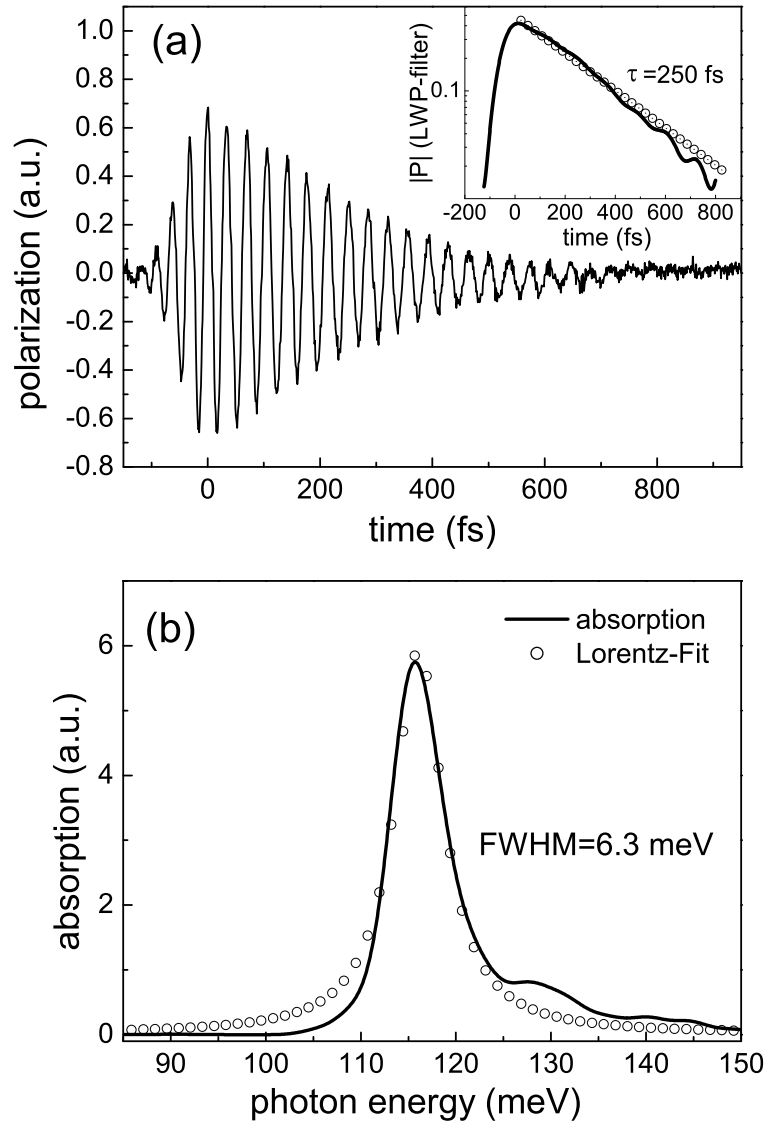 (a)
polarization (a.u.)
1.0
0.8
0.6
0.4
0.2
0.0
-0.2
-0.4
-0.6
-0.8
0 200 400 600 800
time (fs)
|P| (LWP-filter)
0.1
τ =250 fs
-200 0 200 400 600 800
time (fs)
(b)
absorption (a.u.)
6
4
2
0
absorption
Lorentz-Fit
FWHM=6.3 meV
90 100 110 120 130 140 150
photon energy (meV)